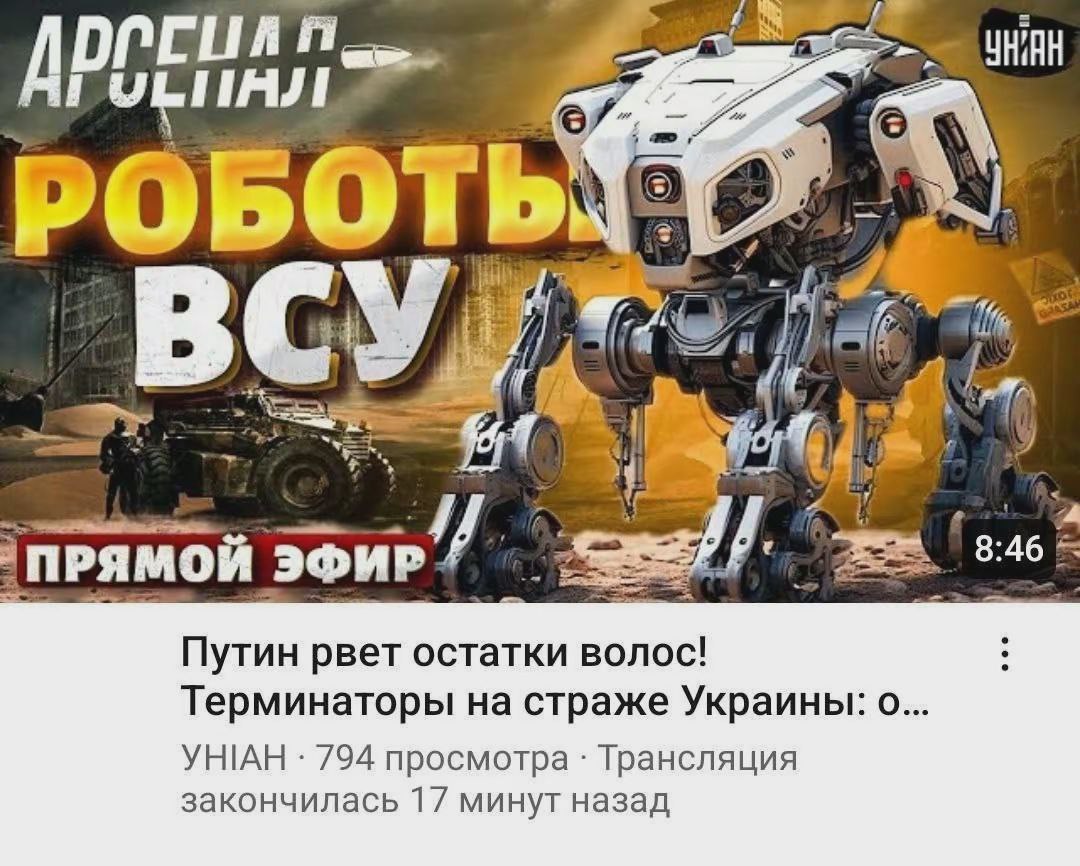 АРСЕНАЛ
УНІАН
РОБОТЫ
ВСУ
ПРЯМОЙ ЭФИР
8:46
Путин рвет остатки волос!
Терминаторы на страже Украины: о...
УНІАН · 794 просмотра · Трансляция
закончилась 17 минут назад